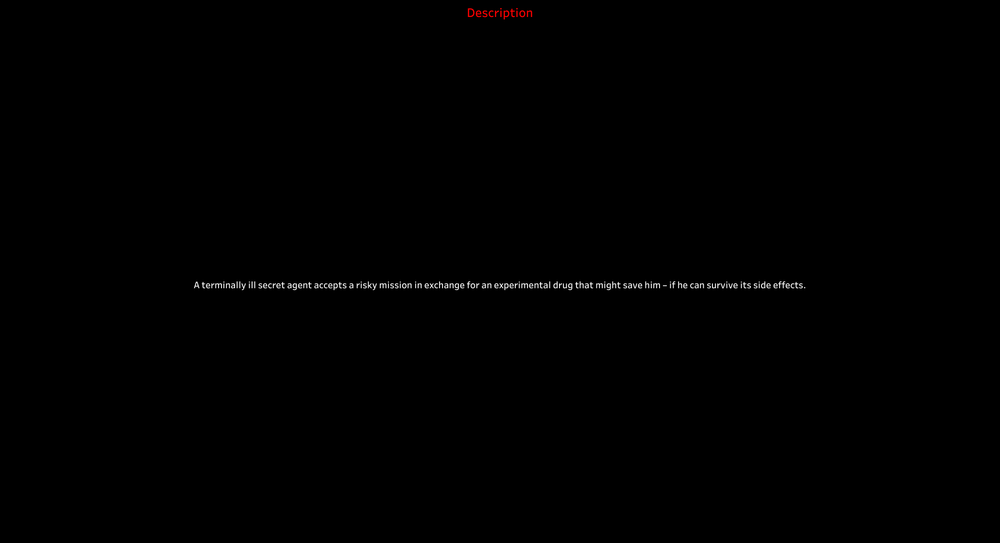 Description
A terminally ill secret agent accepts a risky mission in exchange for an experimental drug that might save him – if he can survive its side effects.